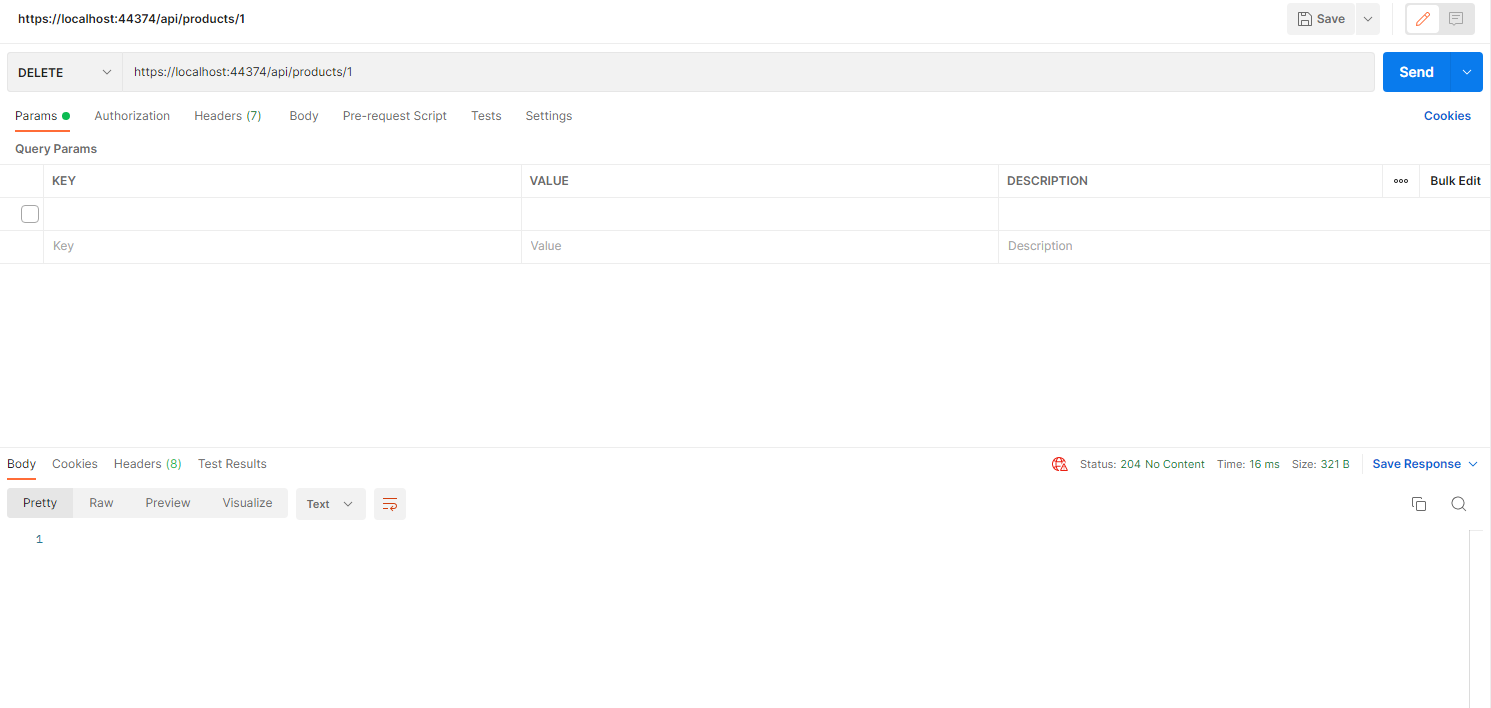 https://localhost:44374/api/products/1 Save
DELETE https://localhost:44374/api/products/1 Send
Params Authorization Headers (7) Body Pre-request Script Tests Settings Cookies
Query Params
KEY VALUE DESCRIPTION Bulk Edit
Key Value Description
Body Cookies Headers (8) Test Results Status: 204 No Content Time: 16 ms Size: 321 B Save Response
Pretty Raw Preview Visualize Text
1